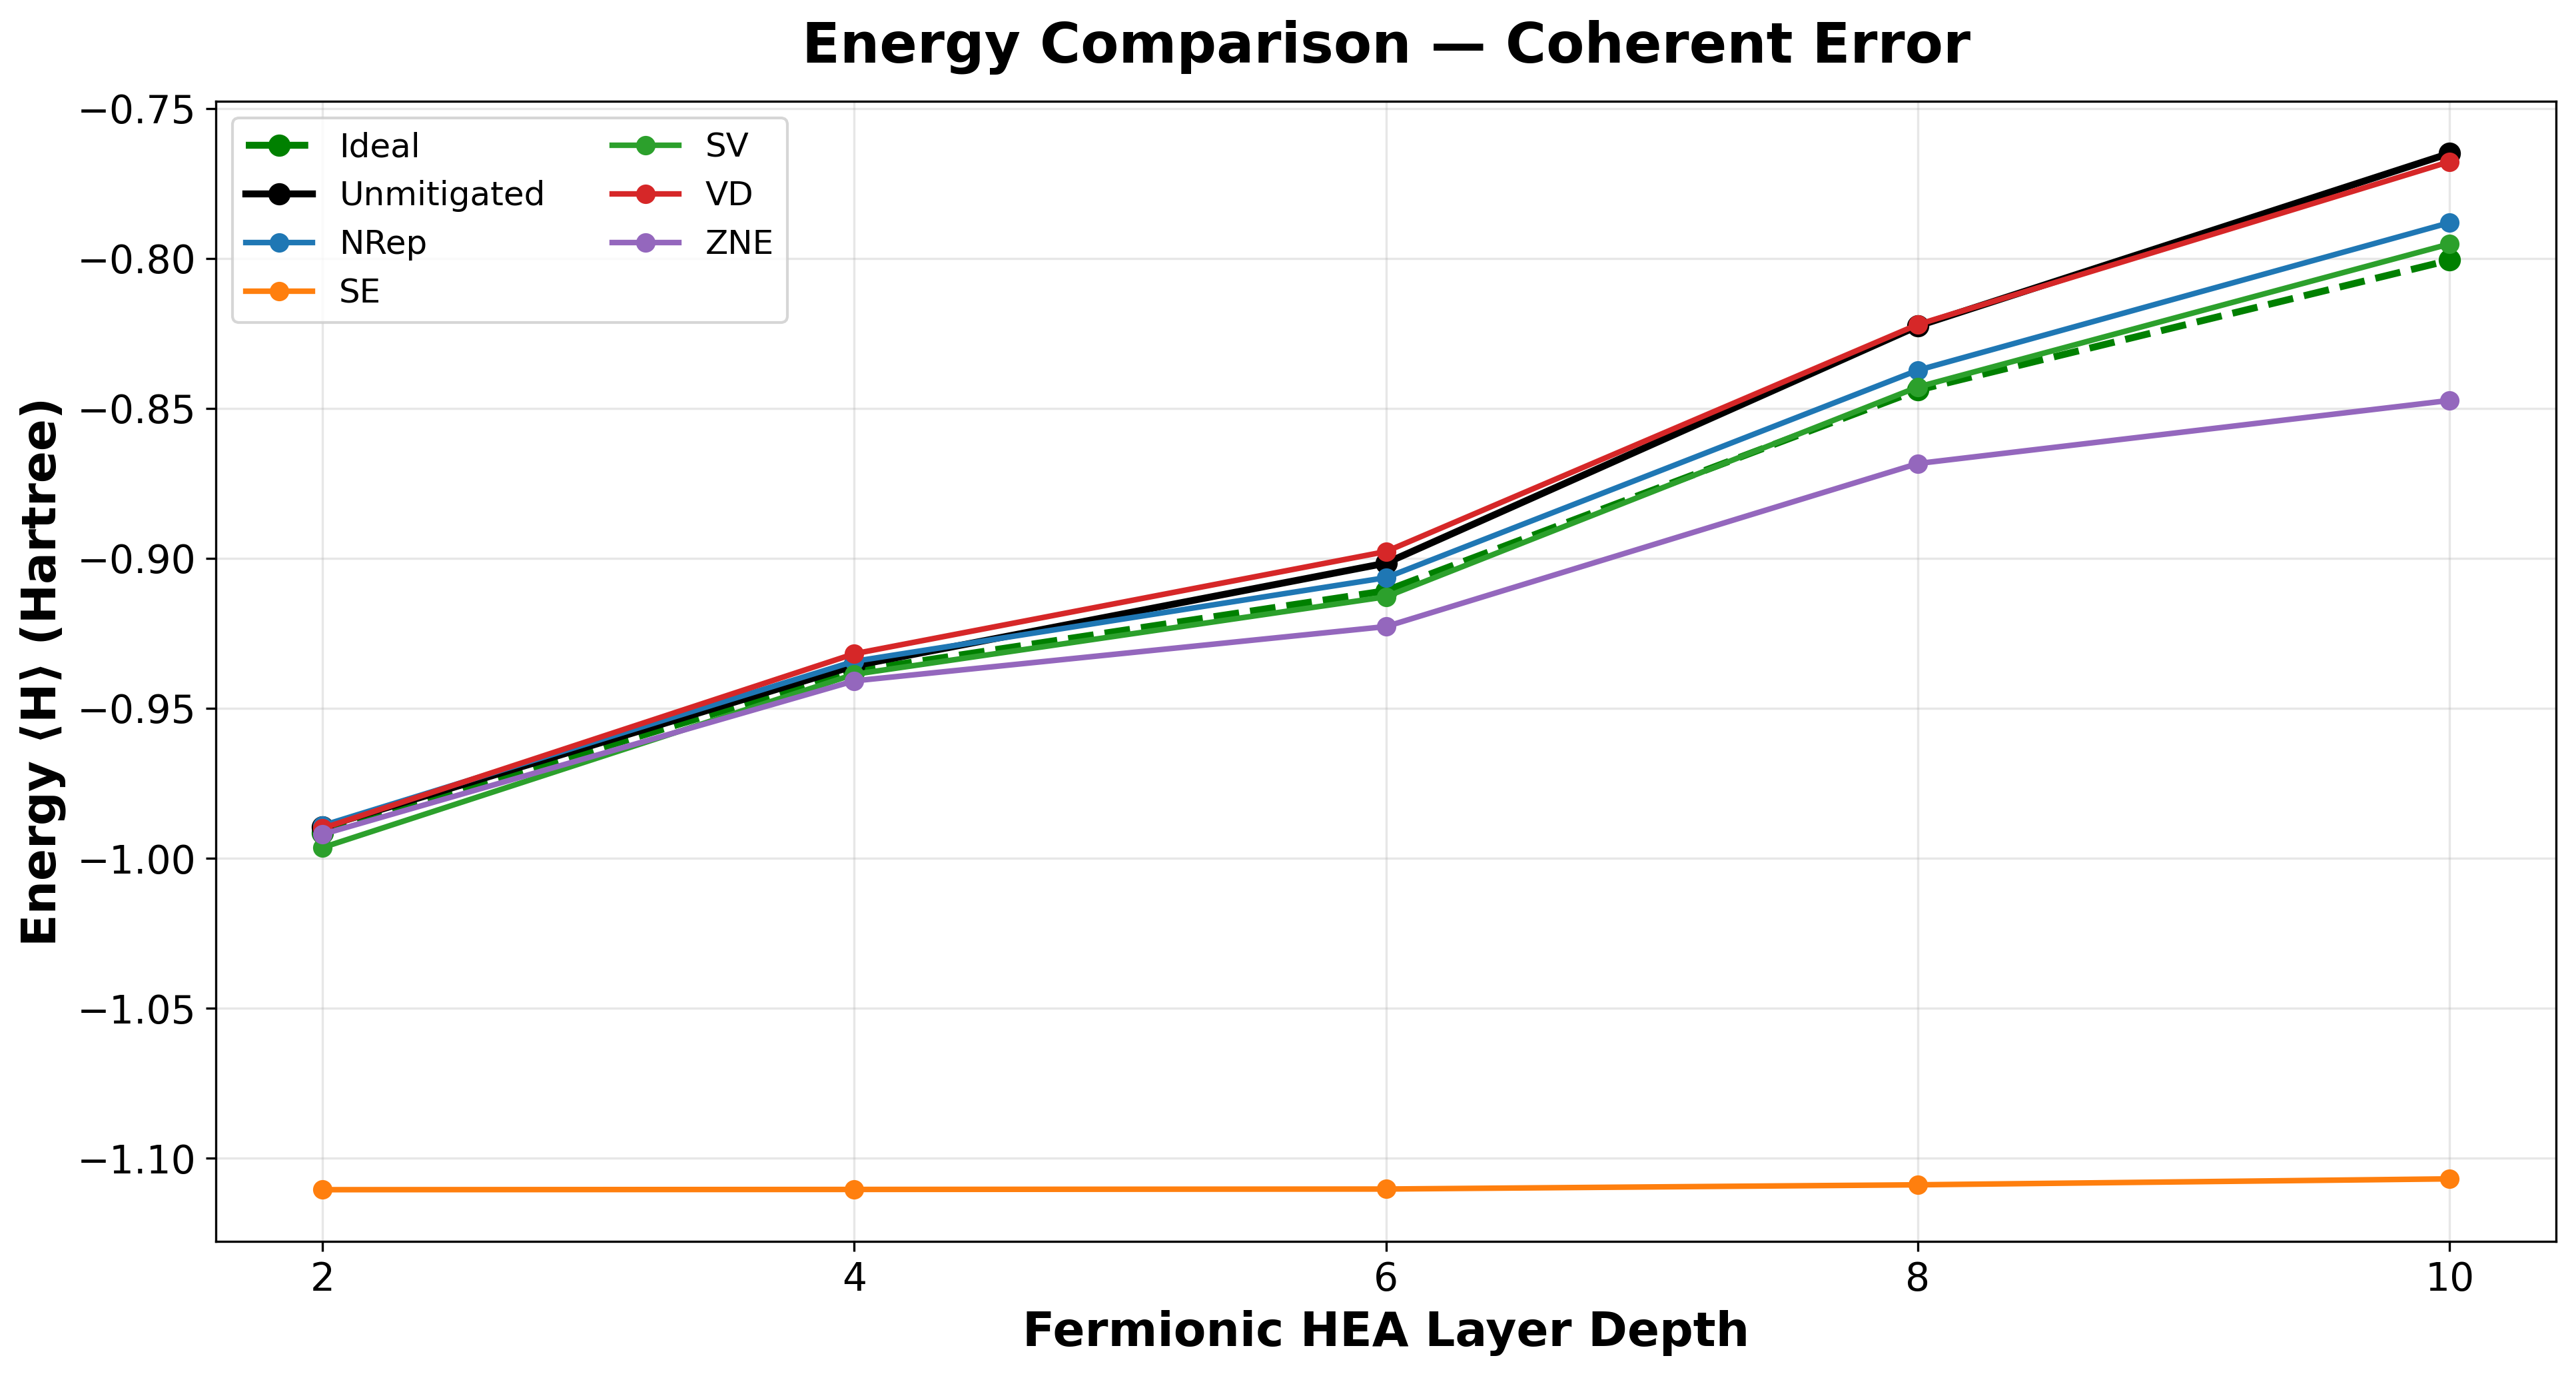 Energy Comparison — Coherent Error
Energy ⟨H⟩ (Hartree)
−0.75
−0.80
−0.85
−0.90
−0.95
−1.00
−1.05
−1.10
Ideal
Unmitigated
NRep
SE
SV
VD
ZNE
2 4 6 8 10
Fermionic HEA Layer Depth